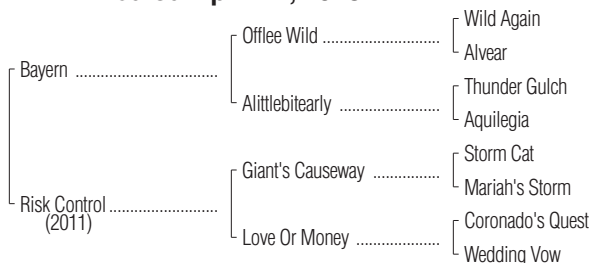 Wild Again
Offlee Wild
Alvear
Bayern
Thunder Gulch
Alittlebitearly
Aquilegia
Storm Cat
Giant's Causeway
Mariah's Storm
Risk Control
(2011)
Coronado's Quest
Love Or Money
Wedding Vow